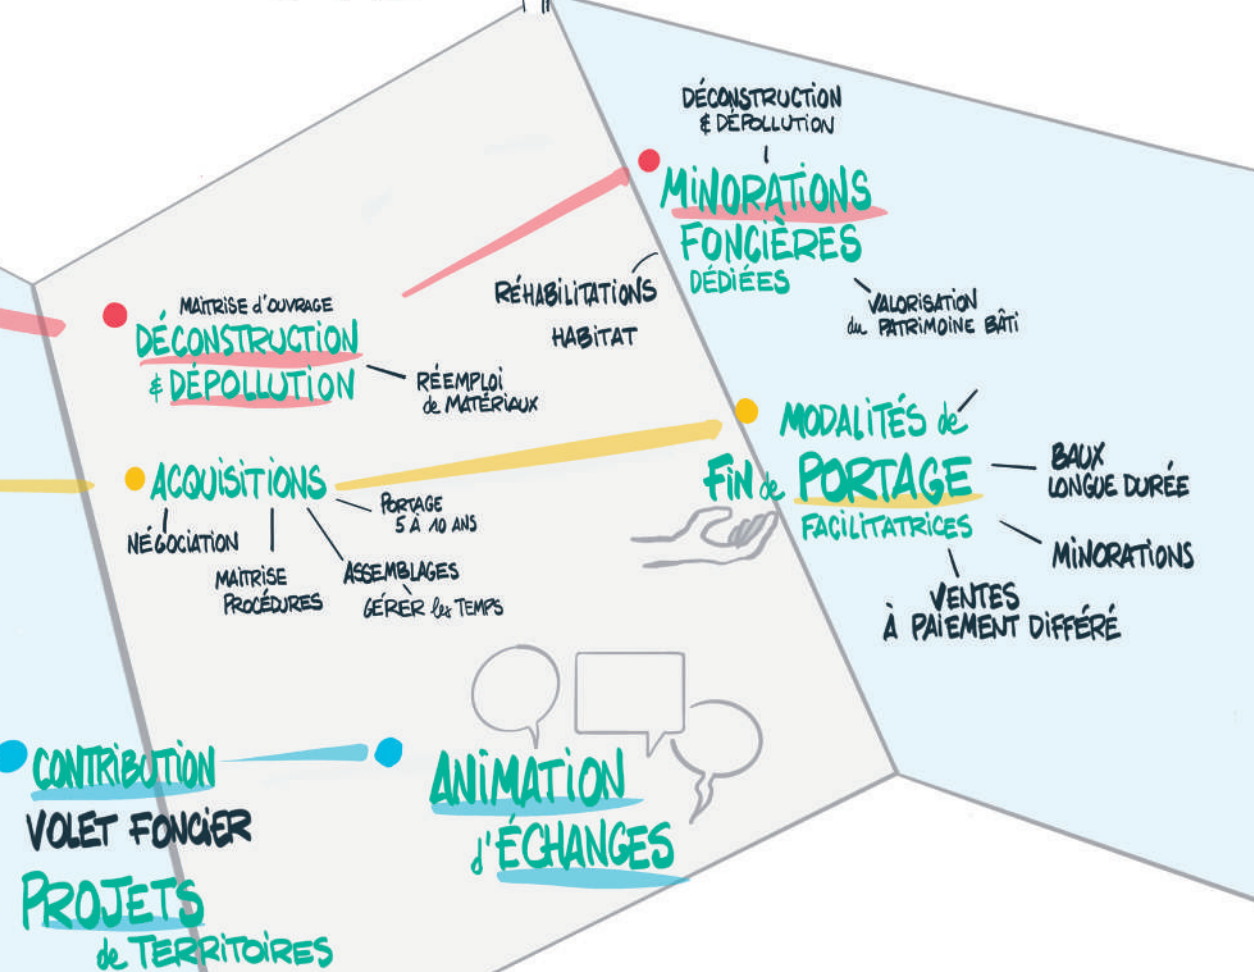 DÉCONSTRUCTION
& DÉPOLLUTION
MINORATIONS
FONCIÈRES
DÉDIÉES
RÉHABILITATIONS
HABITAT
VALORISATION
du PATRIMOINE BÂTI
MAÎTRISE d'OUVRAGE
DÉCONSTRUCTION
& DÉPOLLUTION
RÉEMPLOI
de MATÉRIAUX
MODALITÉS de
FIN de PORTAGE
FACILITATRICES
BAUX
LONGUE DURÉE
MINORATIONS
VENTES
À PAIEMENT DIFFÉRÉ
ACQUISITIONS
NÉGOCIATION
MAÎTRISE
PROCÉDURES
ASSEMBLAGES
GÉRER les TEMPS
PORTAGE
5 À 10 ANS
CONTRIBUTION
VOLET FONCIER
PROJETS
de TERRITOIRES
ANIMATION
d'ÉCHANGES